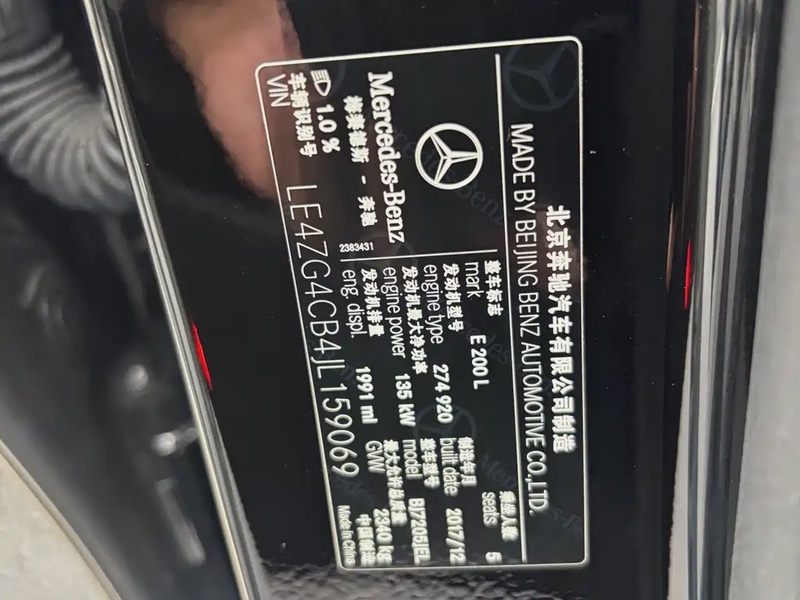 北京奔驰汽车有限公司制造
MADE BY BEIJING BENZ AUTOMOTIVE CO.,LTD.
Mercedes-Benz
梅赛德斯 - 奔驰
整车标志
mark E 200 L
乘坐人数
seats 5
发动机型号
engine type 274 920
制造年月
built date 2017/12
发动机最大净功率
engine power 135 kW
整车型号
model BJ7205IEL
发动机排量
eng. displ. 1991 ml
最大允许总质量
GVW 2340 kg
2383431
1.0 %
中国制造
Made in China
车辆识别号
VIN LE4ZG4CB4JL159069